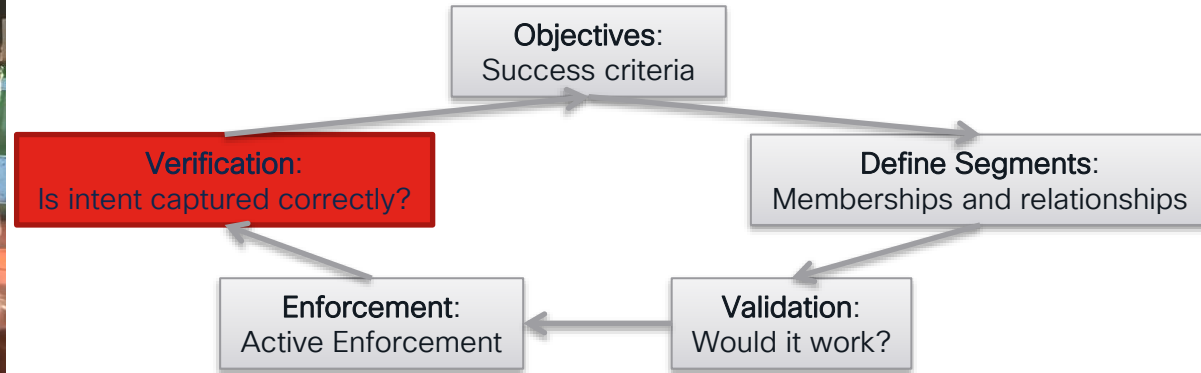 Objectives:
Success criteria
Verification:
Is intent captured correctly?
Define Segments:
Memberships and relationships
Enforcement:
Active Enforcement
Validation:
Would it work?